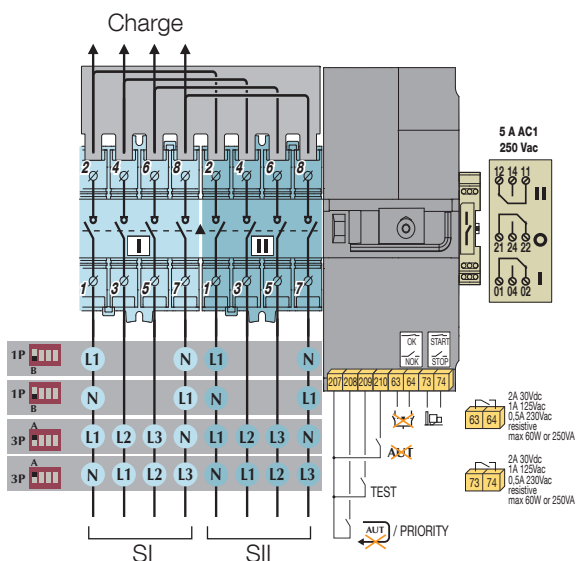 Charge
5 A AC1
250 Vac
2 4 6 8 2 4 6 8
12 14 11
II
I II
21 24 22
O
1 3 5 7 1 3 5 7
I
01 04 02
OK START
NOK STOP
1P B L1 N L1 N
207 208 209 210 63 64 73 74
1P B N L1 N L1
2A 30Vdc
1A 125Vac
63 64 0,5A 230Vac
resistive
max 60W or 250VA
3P A L1 L2 L3 N L1 L2 L3 N
AUT
3P A N L1 L2 L3 N L1 L2 L3
2A 30Vdc
1A 125Vac
73 74 0,5A 230Vac
resistive
max 60W or 250VA
TEST
AUT / PRIORITY
SI SII